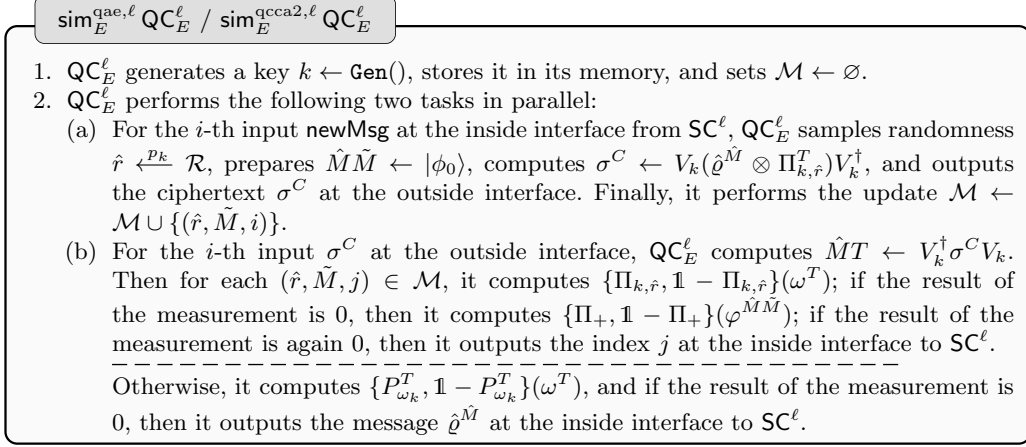 sim_E^{qae,ℓ} QC_E^ℓ / sim_E^{qcca2,ℓ} QC_E^ℓ
1. QC_E^ℓ generates a key k ← Gen(), stores it in its memory, and sets ℳ ← ∅.
2. QC_E^ℓ performs the following two tasks in parallel:
(a) For the i-th input newMsg at the inside interface from SC^ℓ, QC_E^ℓ samples randomness
r̂ ←^{p_k} ℛ, prepares M̂M̃ ← |ϕ_0⟩, computes σ^C ← V_k(ϱ̂^{M̂} ⊗ Π_{k,r̂}^T)V_k^†, and outputs
the ciphertext σ^C at the outside interface. Finally, it performs the update ℳ ←
ℳ ∪ {(r̂, M̃, i)}.
(b) For the i-th input σ^C at the outside interface, QC_E^ℓ computes M̂T ← V_k^†σ^C V_k.
Then for each (r̂, M̃, j) ∈ ℳ, it computes {Π_{k,r̂}, 𝟙 − Π_{k,r̂}}(ω^T); if the result of
the measurement is 0, then it computes {Π_+, 𝟙 − Π_+}(φ^{M̂M̃}); if the result of the
measurement is again 0, then it outputs the index j at the inside interface to SC^ℓ.
Otherwise, it computes {P_{ω_k}^T, 𝟙 − P_{ω_k}^T}(ω^T), and if the result of the measurement is
0, then it outputs the message ϱ̂^{M̂} at the inside interface to SC^ℓ.